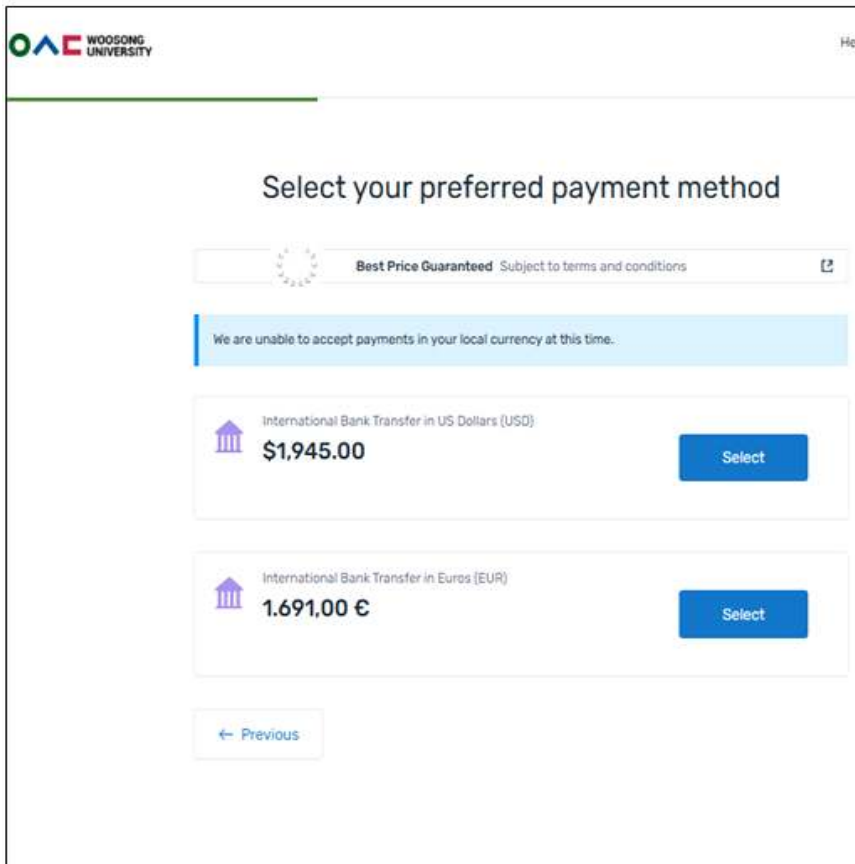 WOOSONG
UNIVERSITY
He
Select your preferred payment method
Best Price Guaranteed Subject to terms and conditions
We are unable to accept payments in your local currency at this time.
International Bank Transfer in US Dollars (USD)
$1,945.00
Select
International Bank Transfer in Euros (EUR)
1.691,00 €
Select
← Previous